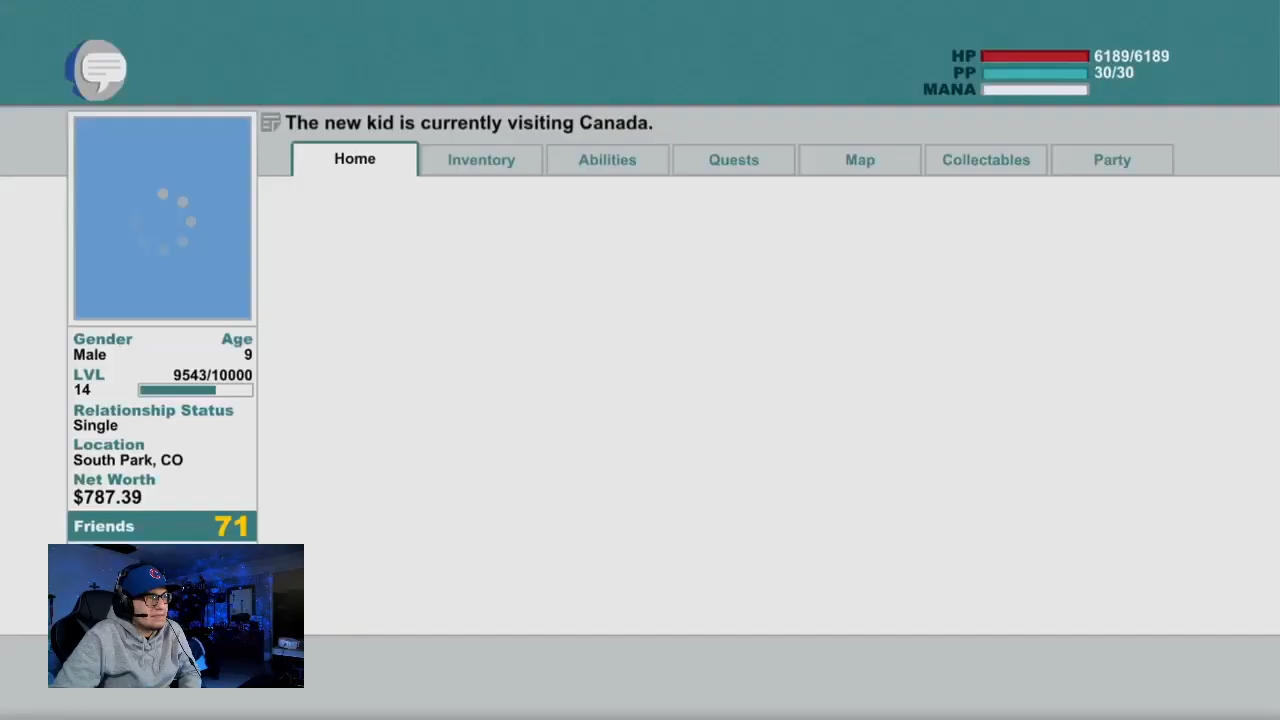 HP 6189/6189
PP 30/30
MANA
The new kid is currently visiting Canada.
Home Inventory Abilities Quests Map Collectables Party
Gender Age
Male 9
LVL 9543/10000
14
Relationship Status
Single
Location
South Park, CO
Net Worth
$787.39
Friends 71